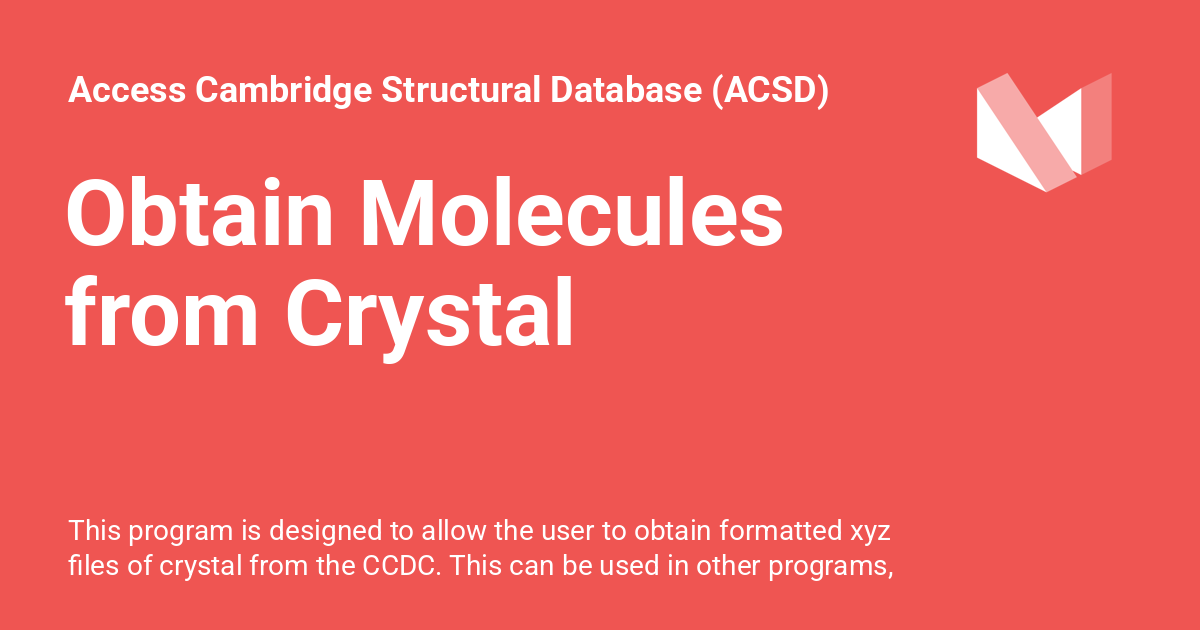 Access Cambridge Structural Database (ACSD)
Obtain Molecules
from Crystal
This program is designed to allow the user to obtain formatted xyz
files of crystal from the CCDC. This can be used in other programs,